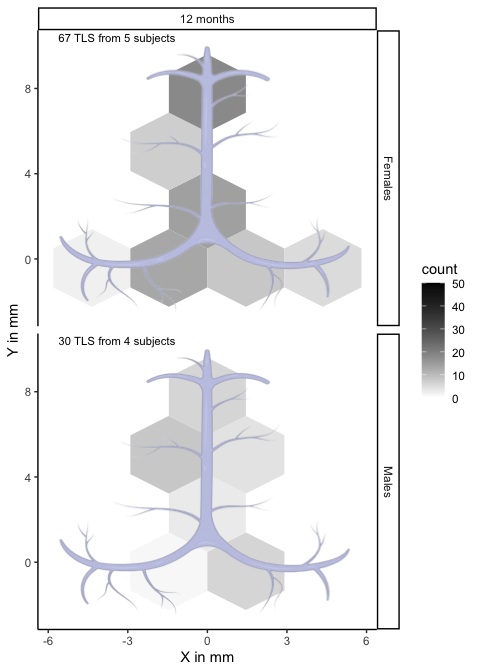 12 months
67 TLS from 5 subjects
8
4
0
Females
30 TLS from 4 subjects
8
4
0
Males
Y in mm
-6
-3
0
3
6
X in mm
count
50
40
30
20
10
0